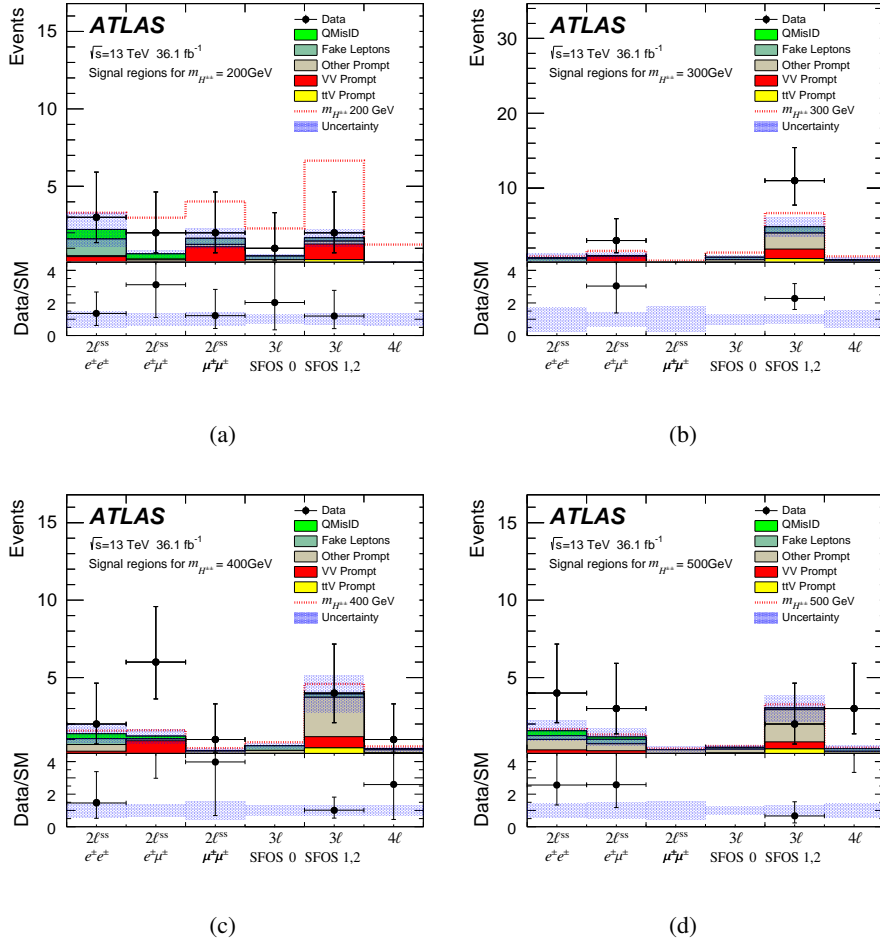 ATLAS
√s=13 TeV 36.1 fb⁻¹
Signal regions for m_{H^{±±}} = 200GeV
Data
QMisID
Fake Leptons
Other Prompt
VV Prompt
ttV Prompt
m_{H^{±±}} 200 GeV
Uncertainty
Events
15
10
5
Data/SM
4
2
0
2ℓ^{SS} 2ℓ^{SS} 2ℓ^{SS} 3ℓ 3ℓ 4ℓ
e^±e^± e^±μ^± μ^±μ^± SFOS 0 SFOS 1,2
(a)
ATLAS
√s=13 TeV 36.1 fb⁻¹
Signal regions for m_{H^{±±}} = 300GeV
Data
QMisID
Fake Leptons
Other Prompt
VV Prompt
ttV Prompt
m_{H^{±±}} 300 GeV
Uncertainty
Events
30
20
10
Data/SM
4
2
0
2ℓ^{SS} 2ℓ^{SS} 2ℓ^{SS} 3ℓ 3ℓ 4ℓ
e^±e^± e^±μ^± μ^±μ^± SFOS 0 SFOS 1,2
(b)
ATLAS
√s=13 TeV 36.1 fb⁻¹
Signal regions for m_{H^{±±}} = 400GeV
Data
QMisID
Fake Leptons
Other Prompt
VV Prompt
ttV Prompt
m_{H^{±±}} 400 GeV
Uncertainty
Events
15
10
5
Data/SM
4
2
0
2ℓ^{SS} 2ℓ^{SS} 2ℓ^{SS} 3ℓ 3ℓ 4ℓ
e^±e^± e^±μ^± μ^±μ^± SFOS 0 SFOS 1,2
(c)
ATLAS
√s=13 TeV 36.1 fb⁻¹
Signal regions for m_{H^{±±}} = 500GeV
Data
QMisID
Fake Leptons
Other Prompt
VV Prompt
ttV Prompt
m_{H^{±±}} 500 GeV
Uncertainty
Events
15
10
5
Data/SM
4
2
0
2ℓ^{SS} 2ℓ^{SS} 2ℓ^{SS} 3ℓ 3ℓ 4ℓ
e^±e^± e^±μ^± μ^±μ^± SFOS 0 SFOS 1,2
(d)